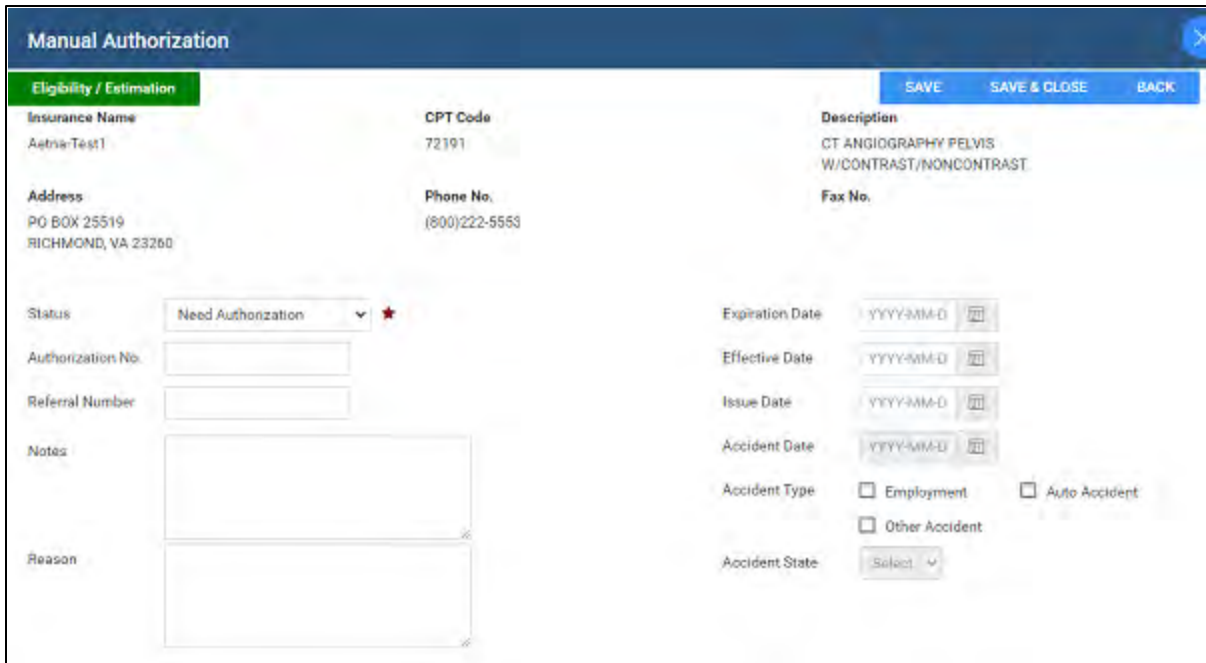 Manual Authorization
Eligibility / Estimation
SAVE SAVE & CLOSE BACK
Insurance Name CPT Code Description
Aetna-Test1 72191 CT ANGIOGRAPHY PELVIS
W/CONTRAST/NONCONTRAST
Address Phone No. Fax No.
PO BOX 25519 (800)222-5553
RICHMOND, VA 23260
Status Need Authorization Expiration Date YYYY-MM-D
Authorization No. Effective Date YYYY-MM-D
Referral Number Issue Date YYYY-MM-D
Notes Accident Date YYYY-MM-D
Accident Type Employment Auto Accident
Other Accident
Reason Accident State Select